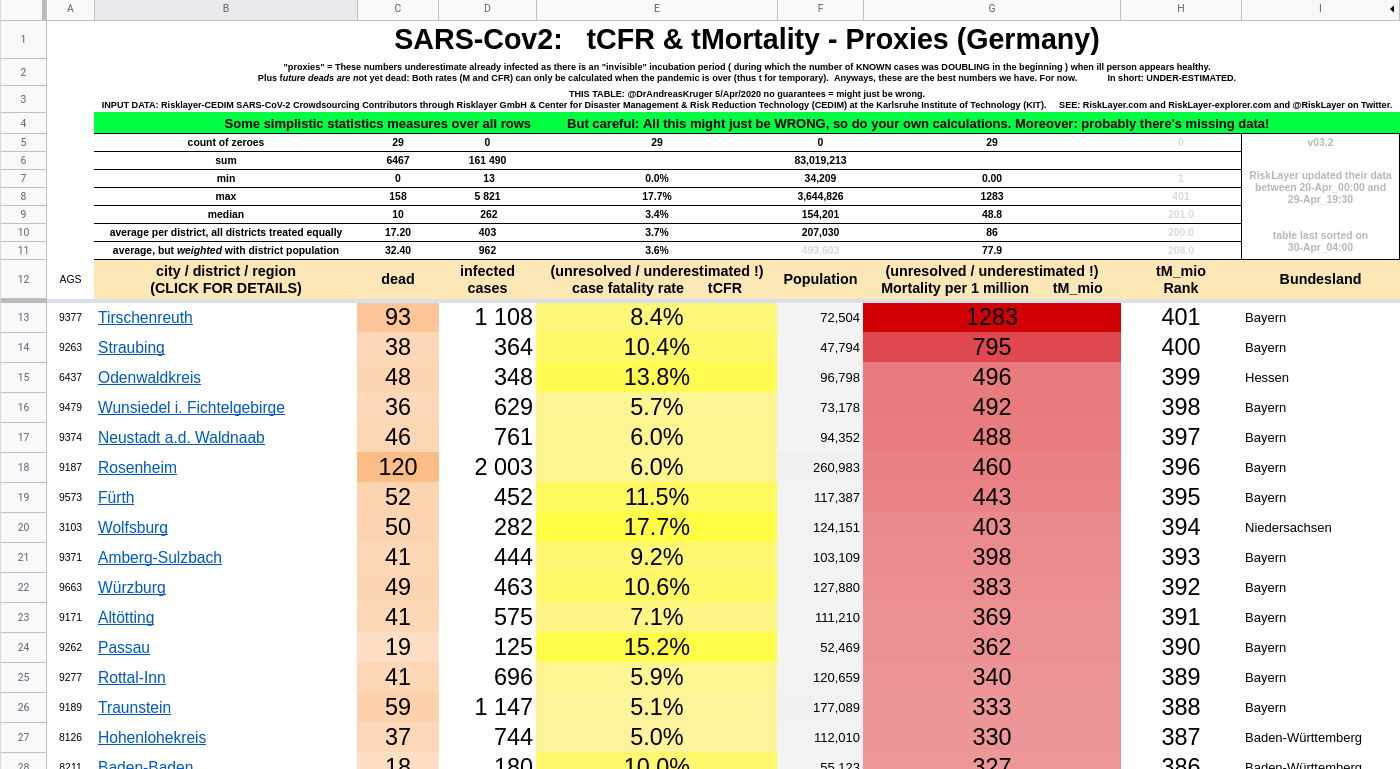 A B C D E F G H I
1 SARS-Cov2: tCFR & tMortality - Proxies (Germany)
2 "proxies" = These numbers underestimate already infected as there is an "invisible" incubation period ( during which the number of KNOWN cases was DOUBLING in the beginning ) when ill person appears healthy.
Plus future deaths are not yet dead: Both rates (M and CFR) can only be calculated when the pandemic is over (thus t for temporary). Anyways, these are the best numbers we have. For now. In short: UNDER-ESTIMATED.
3 THIS TABLE: @DrAndreasKruger 5/Apr/2020 no guarantees = might just be wrong.
INPUT DATA: Risklayer-CEDIM SARS-CoV-2 Crowdsourcing Contributors through Risklayer GmbH & Center for Disaster Management & Risk Reduction Technology (CEDIM) at the Karlsruhe Institute of Technology (KIT). SEE: RiskLayer.com and RiskLayer-explorer.com and @RiskLayer on Twitter.
4 Some simplistic statistics measures over all rows But careful: All this might just be WRONG, so do your own calculations. Moreover: probably there's missing data!
5 count of zeroes 29 0 29 0 29 0 v03.2
6 sum 6467 161 490 83,019,213
7 min 0 13 0.0% 34,209 0.00 1
RiskLayer updated their data
between 20-Apr_00:00 and
29-Apr_19:30
8 max 158 5 821 17.7% 3,644,826 1283 401
9 median 10 262 3.4% 154,201 48.8 201.0
10 average per district, all districts treated equally 17.20 403 3.7% 207,030 86 200.0
table last sorted on
30-Apr_04:00
11 average, but weighted with district population 32.40 962 3.6% 493,603 77.9 208.0
12 AGS
city / district / region
(CLICK FOR DETAILS)
dead
infected
cases
(unresolved / underestimated !)
case fatality rate tCFR
Population
(unresolved / underestimated !)
Mortality per 1 million tM_mio
tM_mio
Rank
Bundesland
13 9377 Tirschenreuth 93 1 108 8.4% 72,504 1283 401 Bayern
14 9263 Straubing 38 364 10.4% 47,794 795 400 Bayern
15 6437 Odenwaldkreis 48 348 13.8% 96,798 496 399 Hessen
16 9479 Wunsiedel i. Fichtelgebirge 36 629 5.7% 73,178 492 398 Bayern
17 9374 Neustadt a.d. Waldnaab 46 761 6.0% 94,352 488 397 Bayern
18 9187 Rosenheim 120 2 003 6.0% 260,983 460 396 Bayern
19 9573 Fürth 52 452 11.5% 117,387 443 395 Bayern
20 3103 Wolfsburg 50 282 17.7% 124,151 403 394 Niedersachsen
21 9371 Amberg-Sulzbach 41 444 9.2% 103,109 398 393 Bayern
22 9663 Würzburg 49 463 10.6% 127,880 383 392 Bayern
23 9171 Altötting 41 575 7.1% 111,210 369 391 Bayern
24 9262 Passau 19 125 15.2% 52,469 362 390 Bayern
25 9277 Rottal-Inn 41 696 5.9% 120,659 340 389 Bayern
26 9189 Traunstein 59 1 147 5.1% 177,089 333 388 Bayern
27 8126 Hohenlohekreis 37 744 5.0% 112,010 330 387 Baden-Württemberg
28 8211 Baden-Baden 18 180 10.0% 55,123 327 386 Baden-Württemberg